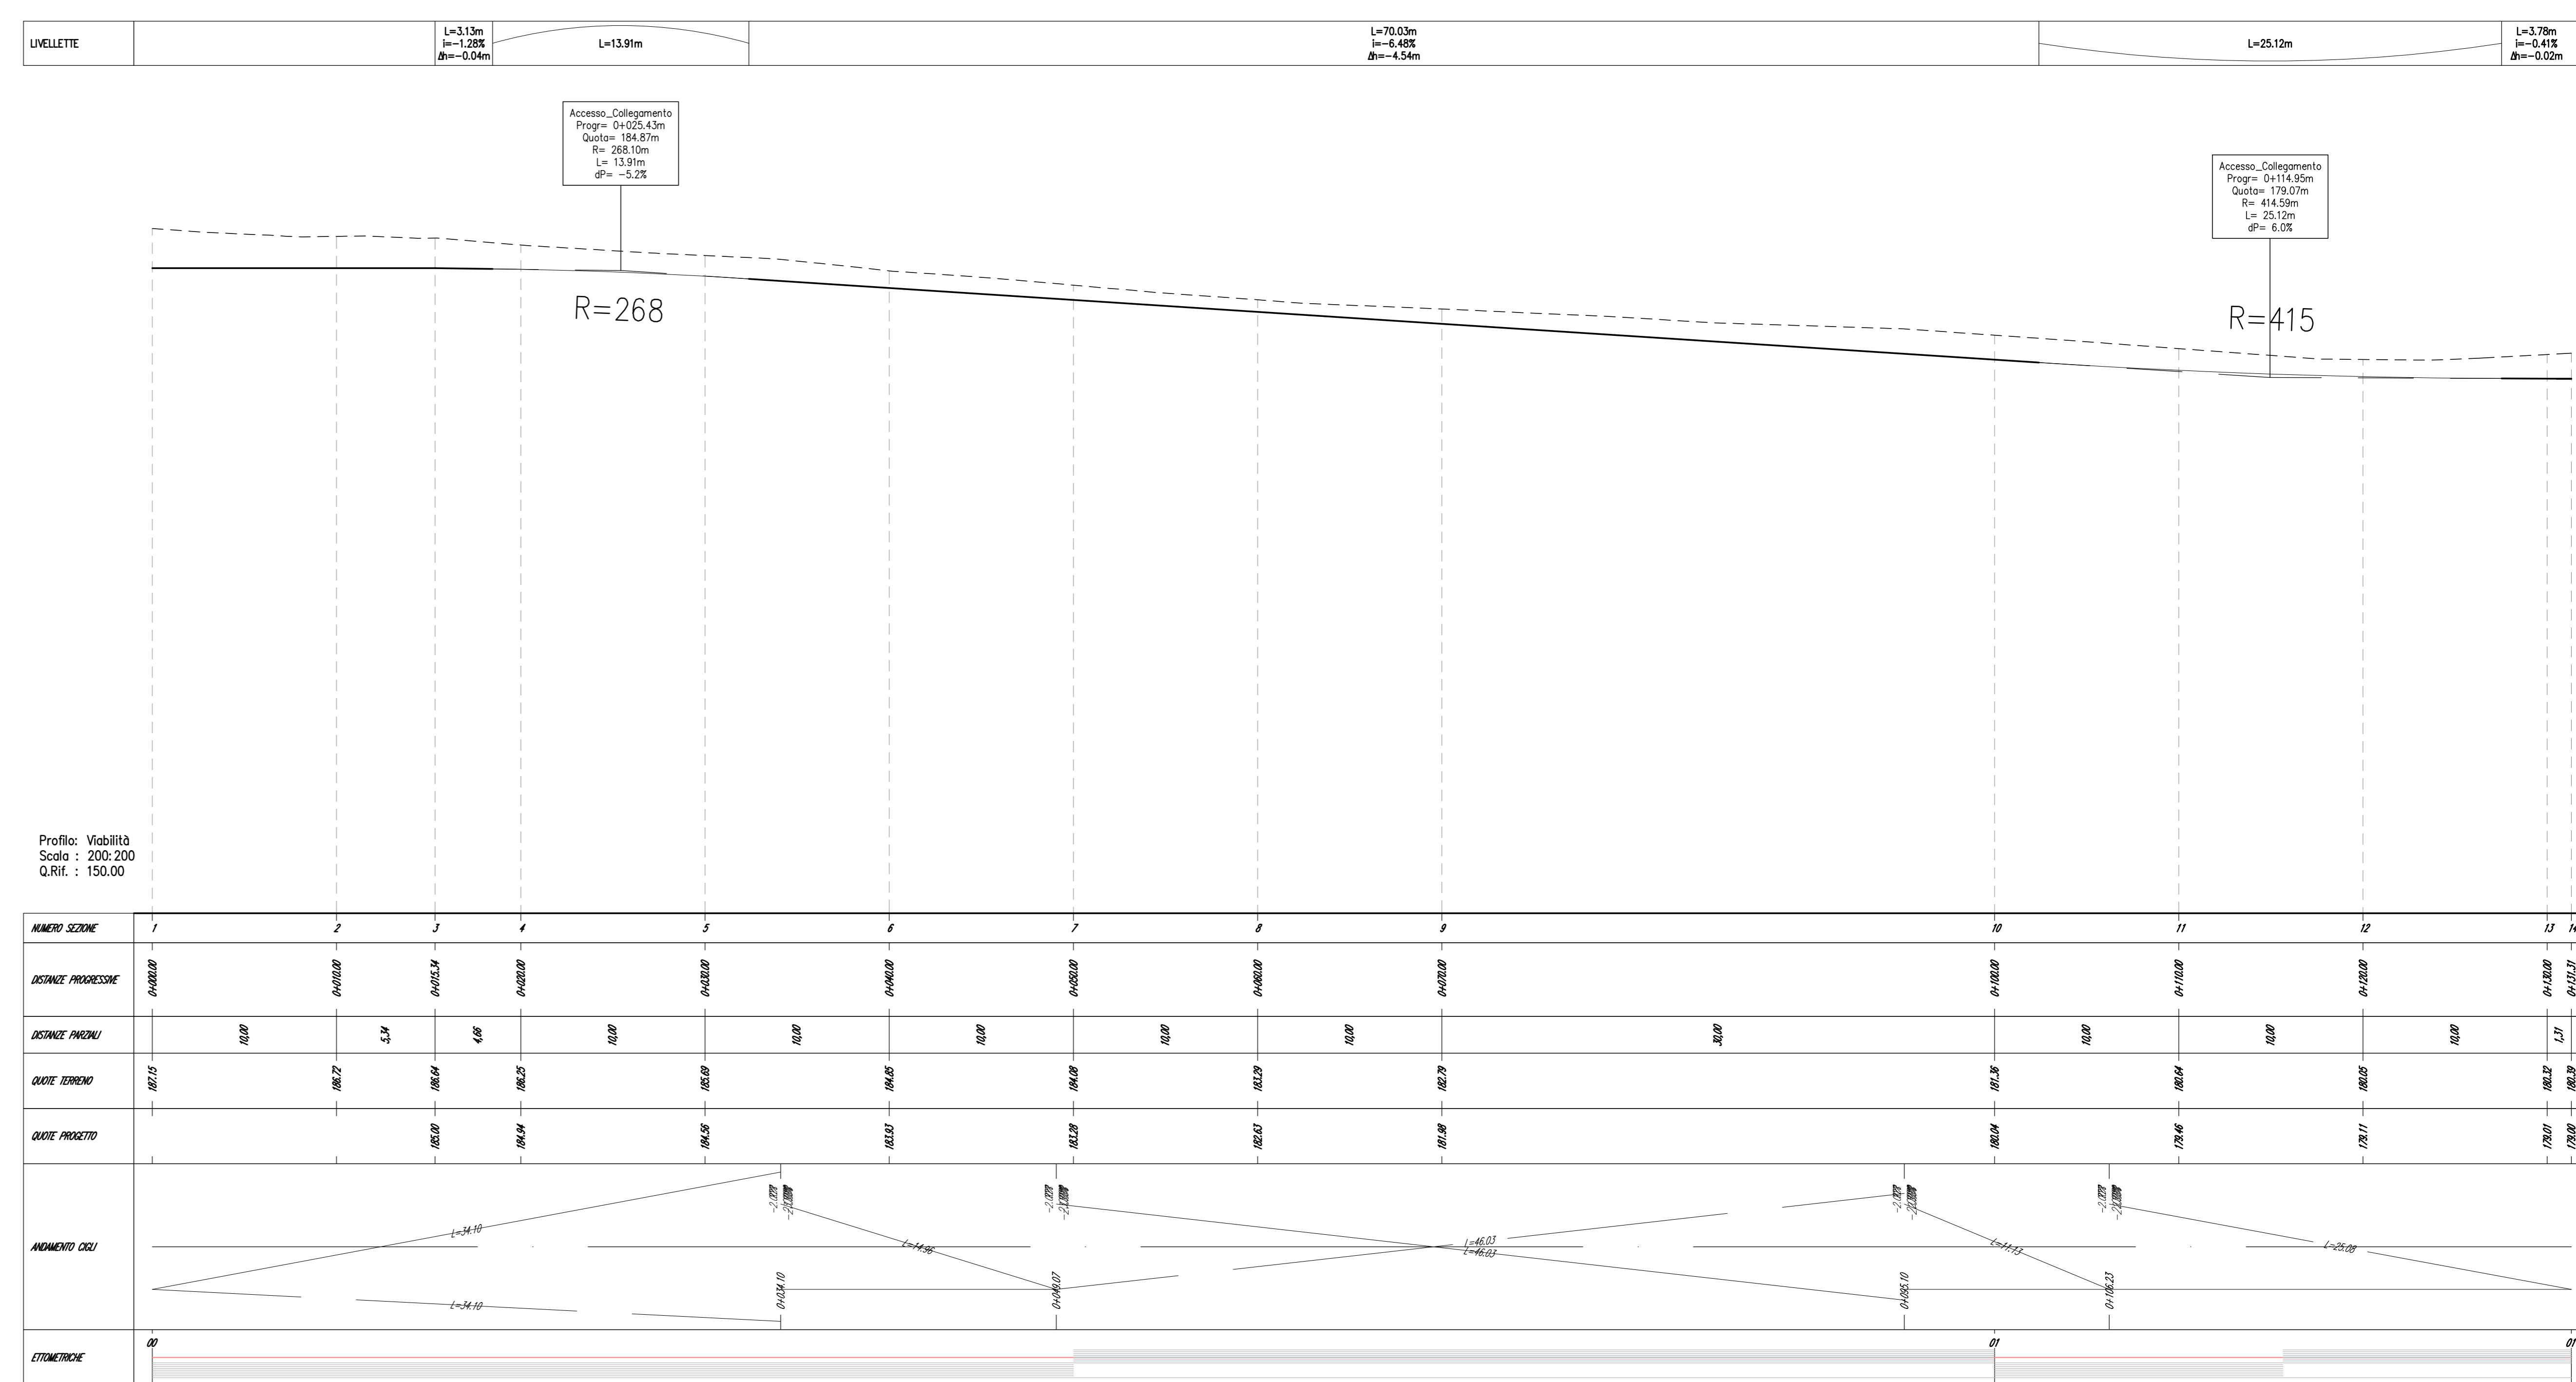 LIVELLETTE
L=3.13m
i=-1.28%
Δh=-0.04m
L=13.91m
L=70.03m
i=-6.48%
Δh=-4.54m
L=25.12m
L=3.78m
i=-0.41%
Δh=-0.02m
Accesso_Collegamento
Progr= 0+025.43m
Quota= 184.87m
R= 268.10m
L= 13.91m
dP= -5.2%
Accesso_Collegamento
Progr= 0+114.95m
Quota= 179.07m
R= 414.59m
L= 25.12m
dP= 6.0%
R=268
R=415
Profilo: Viabilità
Scala : 200:200
Q.Rif. : 150.00
NUMERO SEZIONE 1 2 3 4 5 6 7 8 9 10 11 12 13 14
DISTANZE PROGRESSIVE 0+000.00 0+010.00 0+015.34 0+020.00 0+030.00 0+040.00 0+050.00 0+060.00 0+070.00 0+100.00 0+110.00 0+120.00 0+130.00 0+131.31
DISTANZE PARZIALI 10,00 5,34 4,66 10,00 10,00 10,00 10,00 10,00 30,00 10,00 10,00 10,00 1,31
QUOTE TERRENO 187.15 186.72 186.64 186.25 185.69 184.85 184.08 183.29 182.79 181.36 180.64 180.05 180.32 180.39
QUOTE PROGETTO 185.00 184.94 184.56 183.93 183.28 182.63 181.98 180.04 179.46 179.11 179.01 179.00
ANDAMENTO CIGLI
L=34.10
L=34.10
L=14.96
L=46.03
L=46.03
L=11.13
L=25.08
0+034.10
0+049.07
0+095.10
0+106.23
ETTOMETRICHE 00 01 01